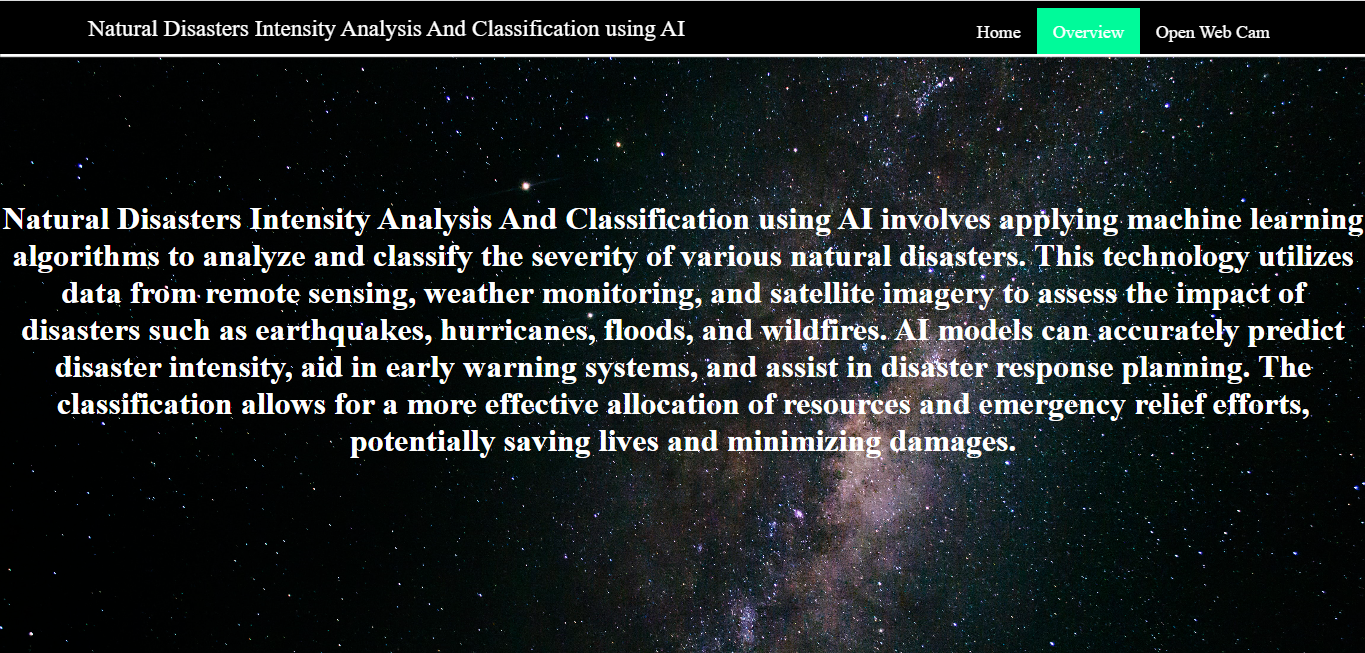 Natural Disasters Intensity Analysis And Classification using AI
Home
Overview
Open Web Cam
Natural Disasters Intensity Analysis And Classification using AI involves applying machine learning
algorithms to analyze and classify the severity of various natural disasters. This technology utilizes
data from remote sensing, weather monitoring, and satellite imagery to assess the impact of
disasters such as earthquakes, hurricanes, floods, and wildfires. AI models can accurately predict
disaster intensity, aid in early warning systems, and assist in disaster response planning. The
classification allows for a more effective allocation of resources and emergency relief efforts,
potentially saving lives and minimizing damages.